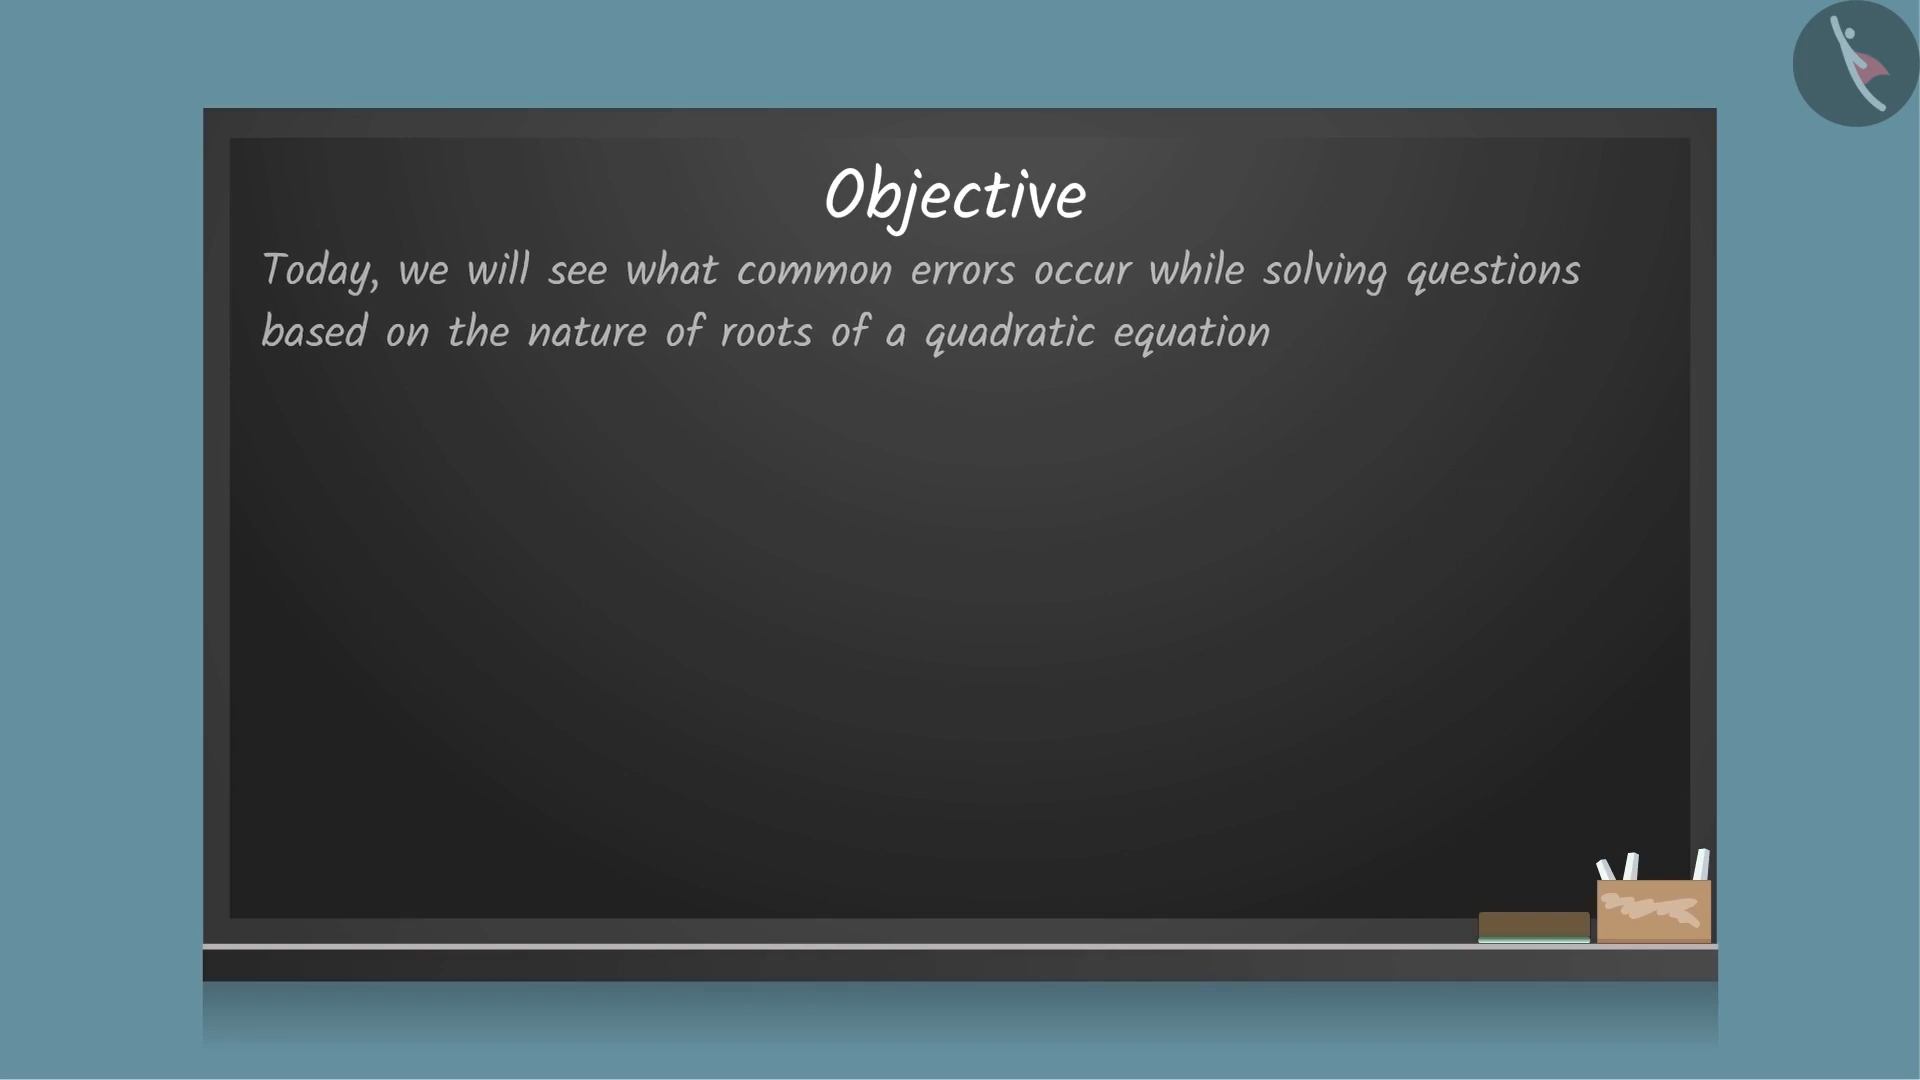 Objective
Today, we will see what common errors occur while solving questions
based on the nature of roots of a quadratic equation